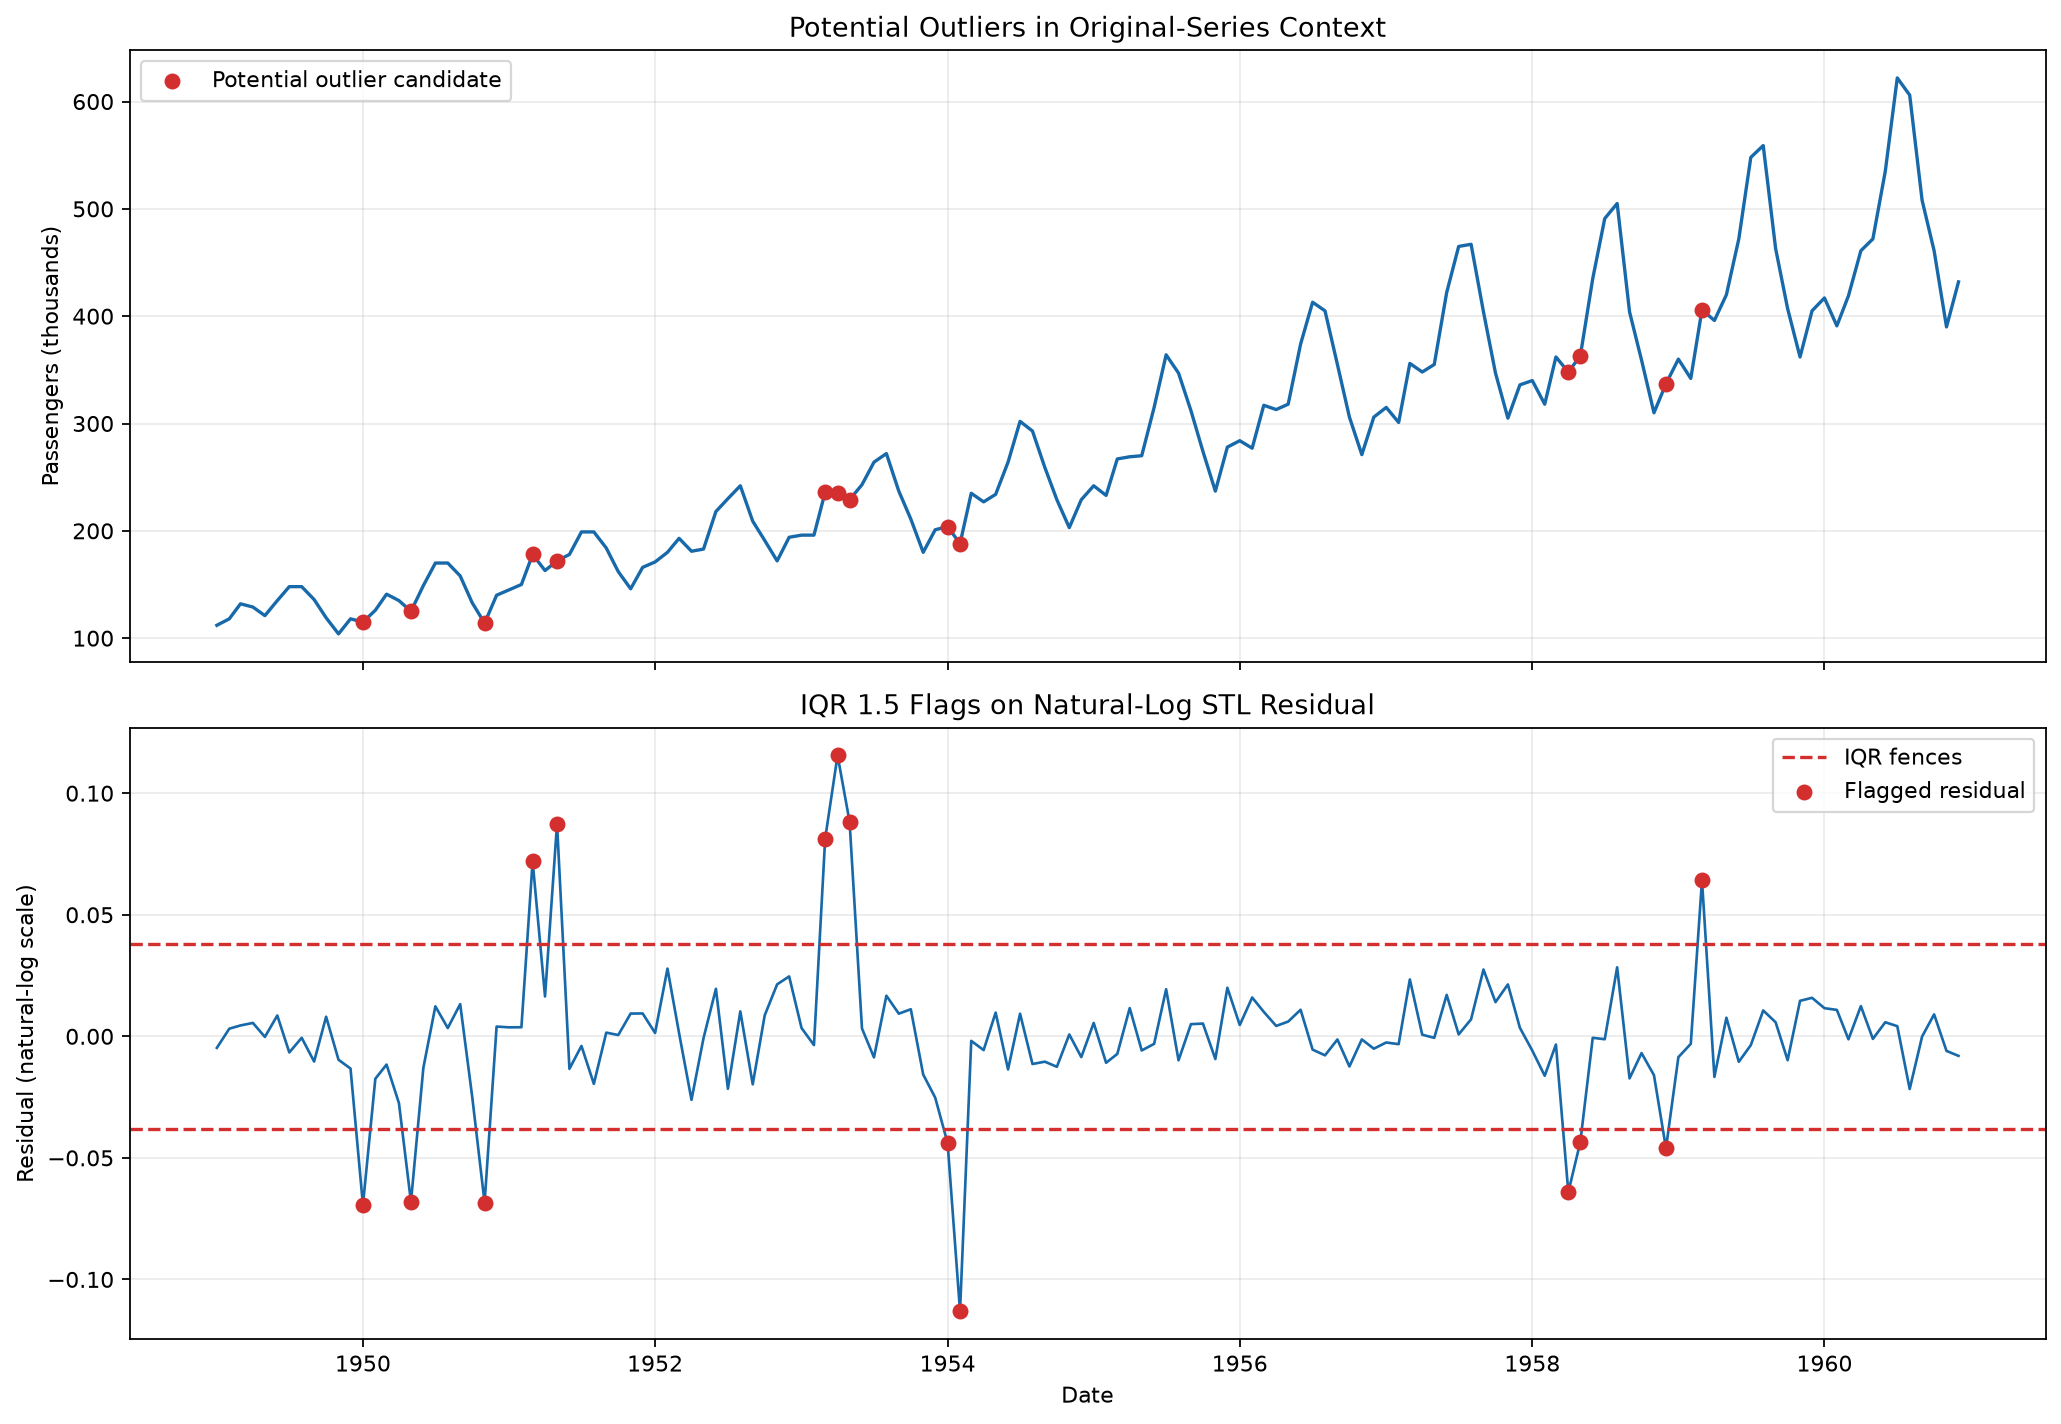 Potential Outliers in Original-Series Context
Potential outlier candidate
Passengers (thousands)
600
500
400
300
200
100
IQR 1.5 Flags on Natural-Log STL Residual
IQR fences
Flagged residual
Residual (natural-log scale)
0.10
0.05
0.00
−0.05
−0.10
1950
1952
1954
1956
1958
1960
Date